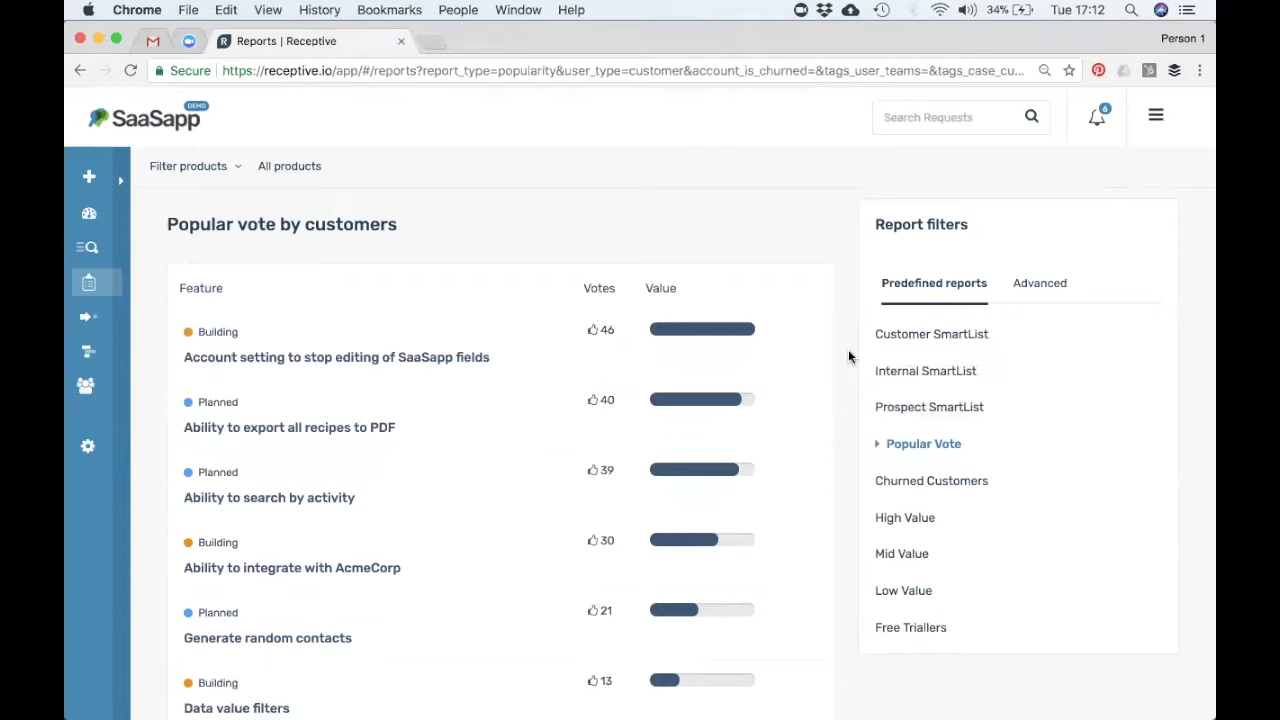 Chrome File Edit View History Bookmarks People Window Help 34% Tue 17:12
Reports | Receptive Person 1
Secure https://receptive.io/app/#/reports?report_type=popularity&user_type=customer&account_is_churned=&tags_user_teams=&tags_case_cu...
SaaSapp DEMO Search Requests 6
Filter products All products
Popular vote by customers
Feature Votes Value
Building 46
Account setting to stop editing of SaaSapp fields
Planned 40
Ability to export all recipes to PDF
Planned 39
Ability to search by activity
Building 30
Ability to integrate with AcmeCorp
Planned 21
Generate random contacts
Building 13
Data value filters
Report filters
Predefined reports Advanced
Customer SmartList
Internal SmartList
Prospect SmartList
Popular Vote
Churned Customers
High Value
Mid Value
Low Value
Free Triallers